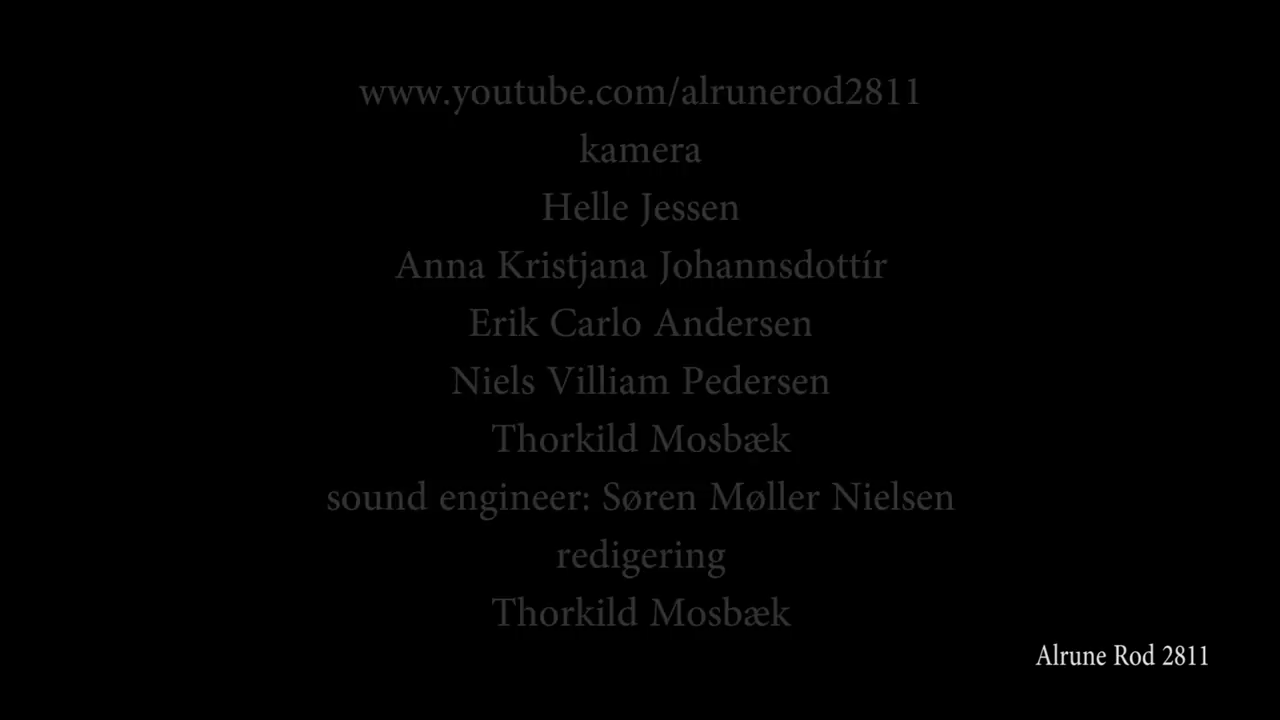 www.youtube.com/alrunerod2811
kamera
Helle Jessen
Anna Kristjana Johannsdottír
Erik Carlo Andersen
Niels Villiam Pedersen
Thorkild Mosbæk
sound engineer: Søren Møller Nielsen
redigering
Thorkild Mosbæk
Alrune Rod 2811